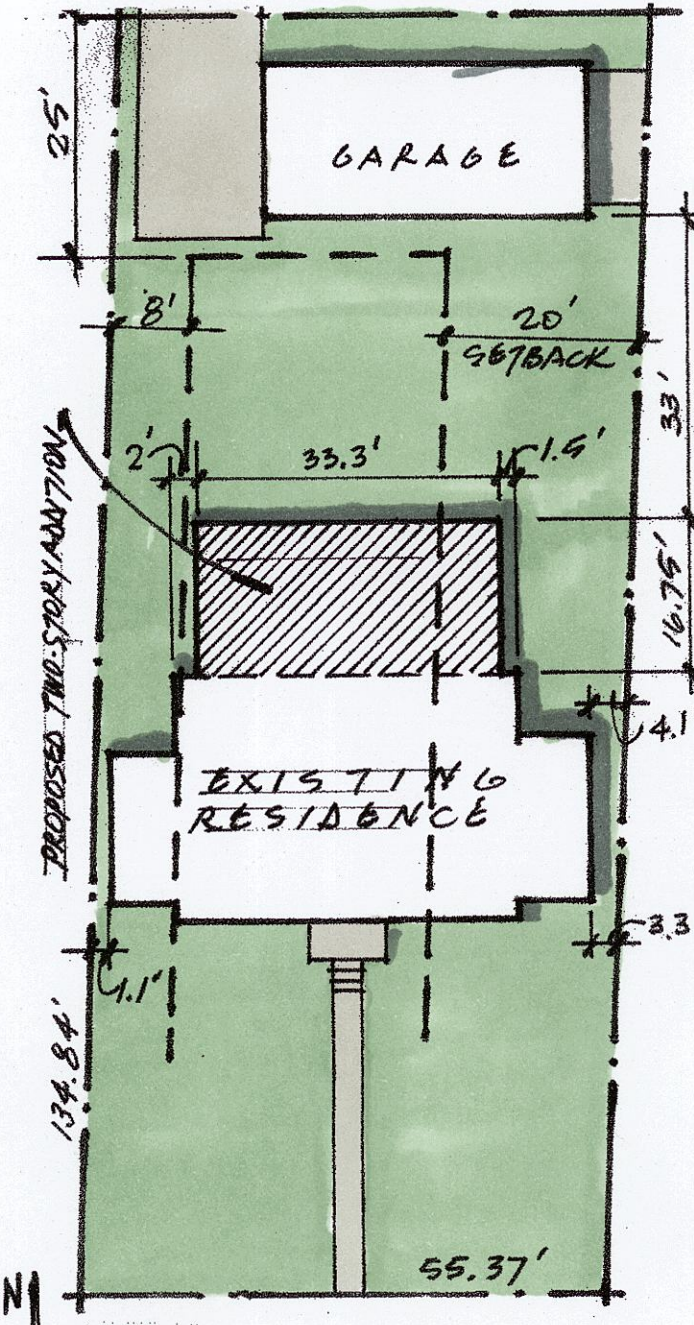 25'
GARAGE
8'
20'
SETBACK
33'
2'
33.3'
1.5'
PROPOSED TWO-STORY ADDITION
16.75'
4.1
EXISTING
RESIDENCE
3.3
1.1'
134.84'
55.37'
N